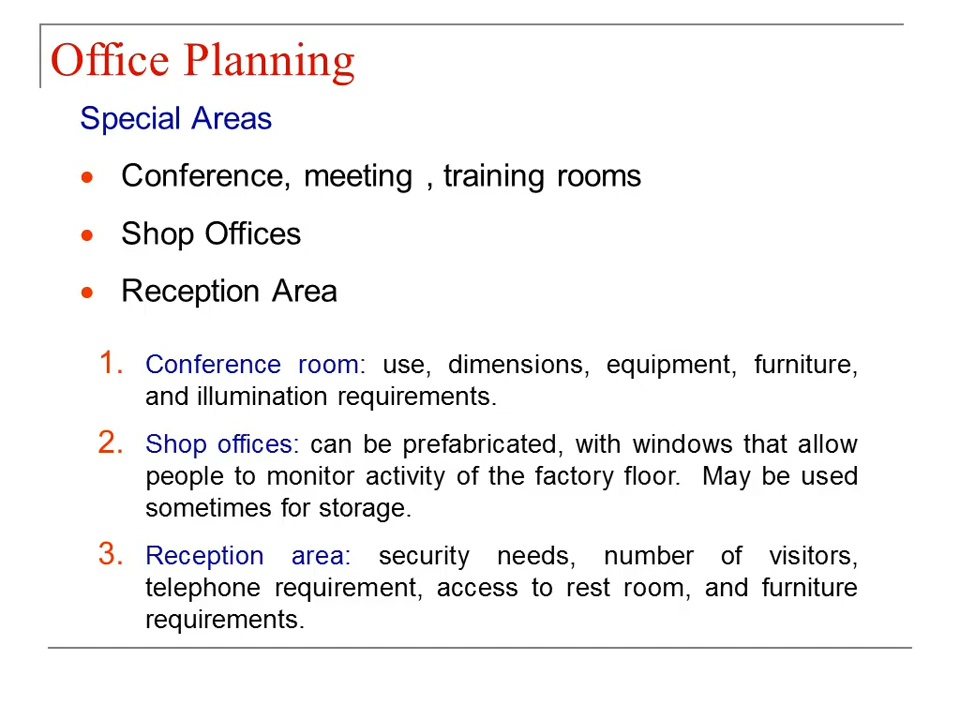 Office Planning
Special Areas
• Conference, meeting , training rooms
• Shop Offices
• Reception Area
1. Conference room: use, dimensions, equipment, furniture,
and illumination requirements.
2. Shop offices: can be prefabricated, with windows that allow
people to monitor activity of the factory floor. May be used
sometimes for storage.
3. Reception area: security needs, number of visitors,
telephone requirement, access to rest room, and furniture
requirements.